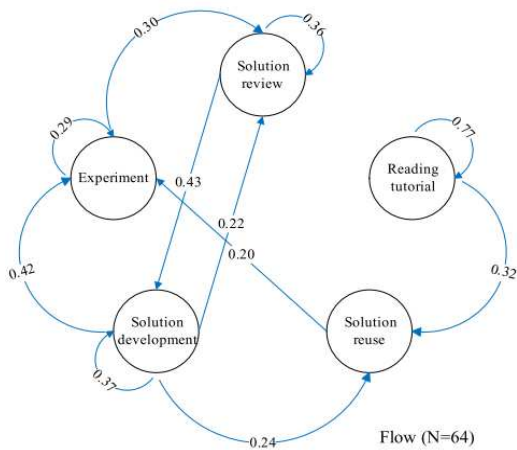 0.30
0.36
Solution
review
0.29
0.77
Experiment
Reading
tutorial
0.43
0.22
0.20
0.42
0.32
Solution
development
Solution
reuse
0.37
0.24
Flow (N=64)